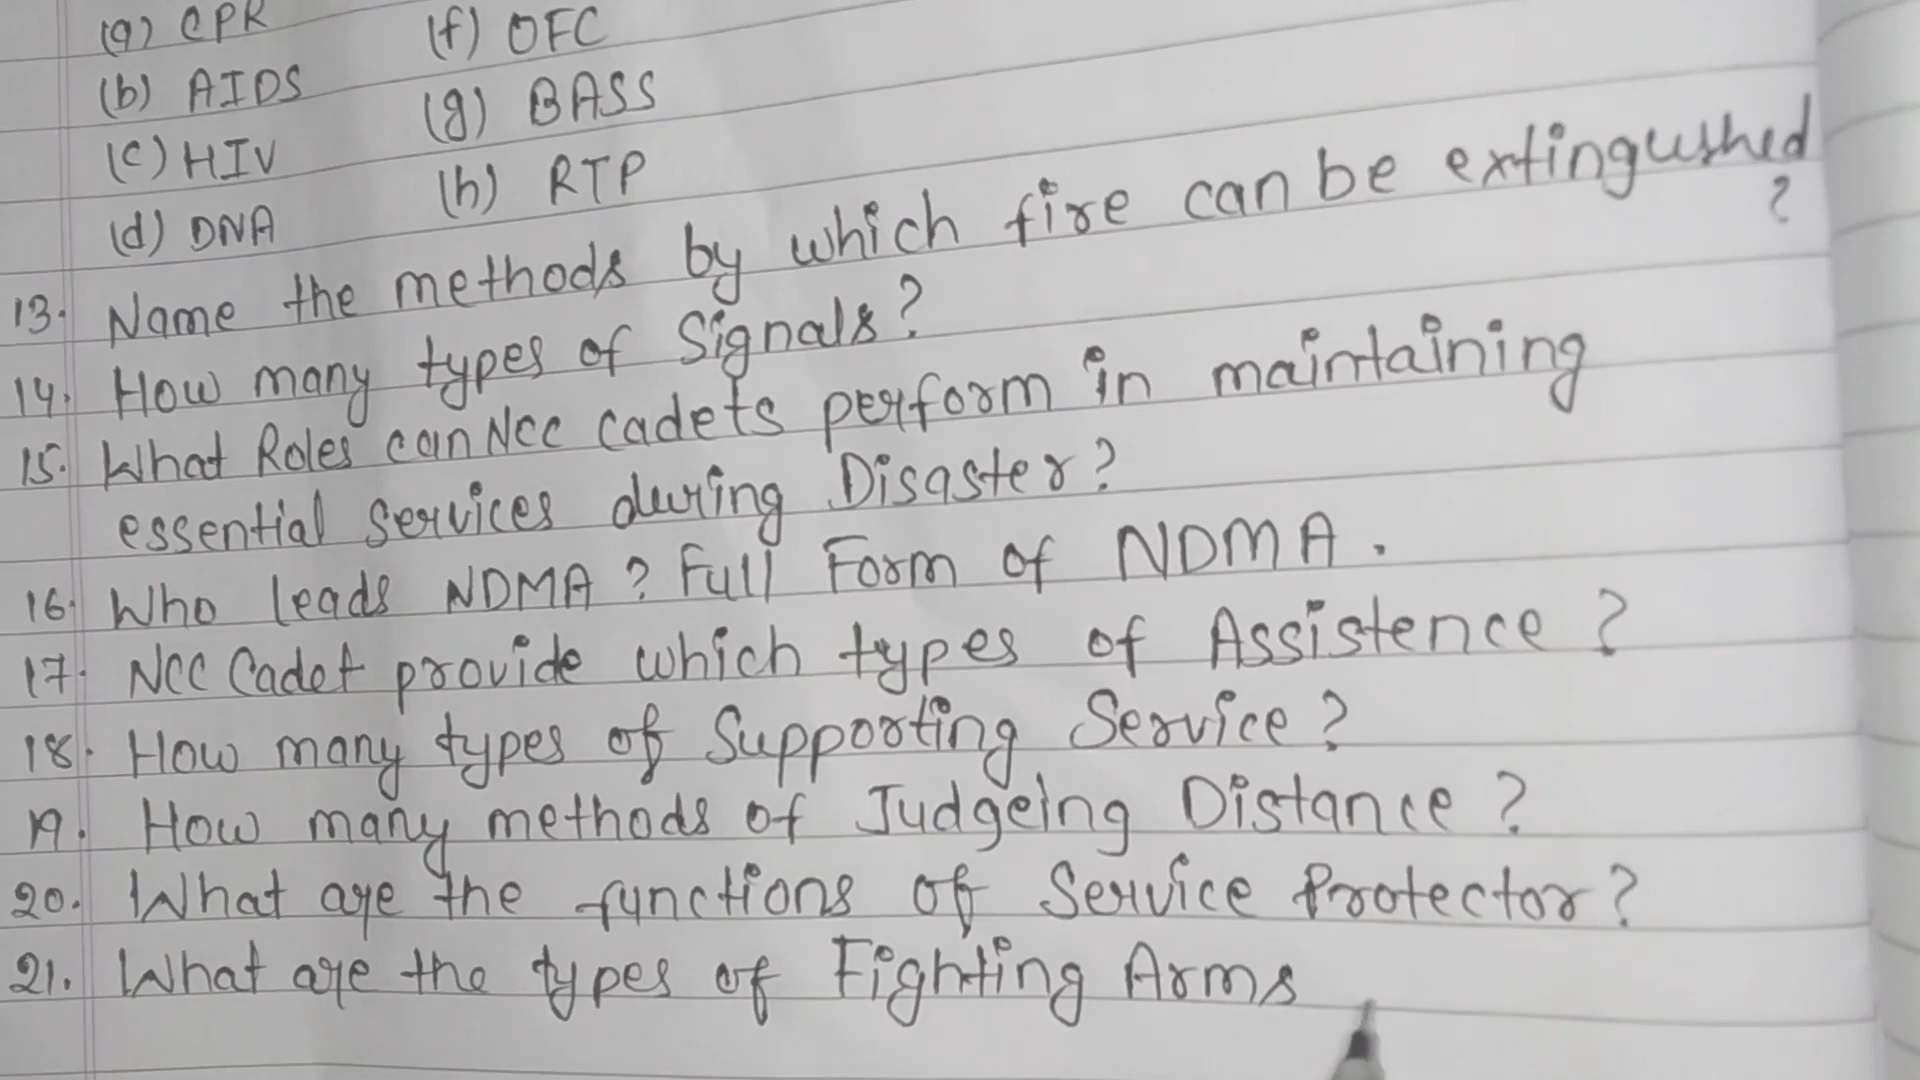 (a) CPR (f) OFC
(b) AIDS (g) BASS
(c) HIV (h) RTP
(d) DNA
13. Name the methods by which fire can be extinguished
?
14. How many types of Signals?
15. What Roles can NCC cadets perform in maintaining
essential services during Disaster?
16. Who leads NDMA? Full Form of NDMA.
17. NCC Cadet provide which types of Assistence?
18. How many types of Supporting Service?
19. How many methods of Judgeing Distance?
20. What are the functions of Service Protector?
21. What are the types of Fighting Arms